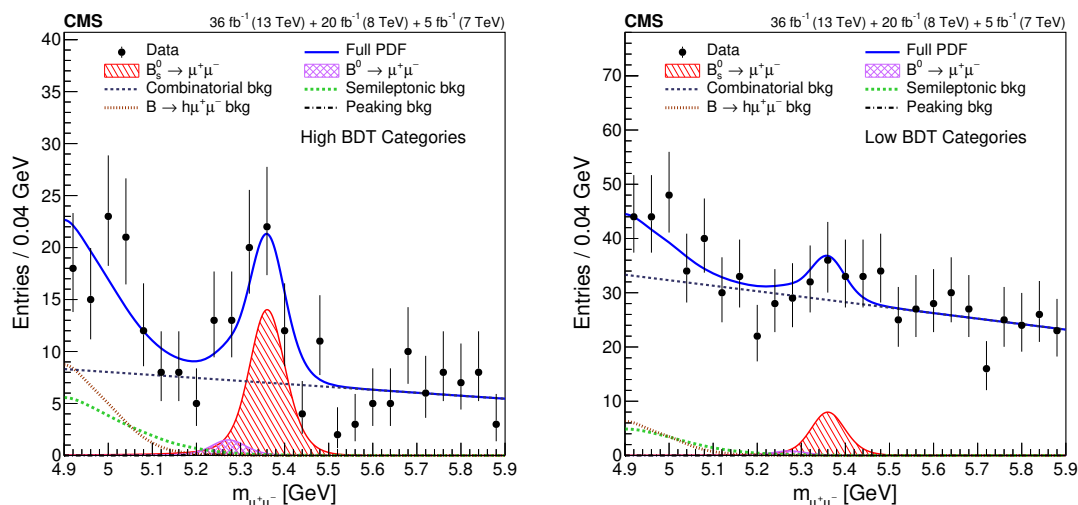 CMS 36 fb⁻¹ (13 TeV) + 20 fb⁻¹ (8 TeV) + 5 fb⁻¹ (7 TeV)
Data Full PDF
B⁰ₛ → μ⁺μ⁻ B⁰ → μ⁺μ⁻
Combinatorial bkg Semileptonic bkg
B → hμ⁺μ⁻ bkg Peaking bkg
High BDT Categories
Entries / 0.04 GeV
40
35
30
25
20
15
10
5
0
4.9 5 5.1 5.2 5.3 5.4 5.5 5.6 5.7 5.8 5.9
m_μ⁺μ⁻ [GeV]
CMS 36 fb⁻¹ (13 TeV) + 20 fb⁻¹ (8 TeV) + 5 fb⁻¹ (7 TeV)
Data Full PDF
B⁰ₛ → μ⁺μ⁻ B⁰ → μ⁺μ⁻
Combinatorial bkg Semileptonic bkg
B → hμ⁺μ⁻ bkg Peaking bkg
Low BDT Categories
Entries / 0.04 GeV
70
60
50
40
30
20
10
0
4.9 5 5.1 5.2 5.3 5.4 5.5 5.6 5.7 5.8 5.9
m_μ⁺μ⁻ [GeV]